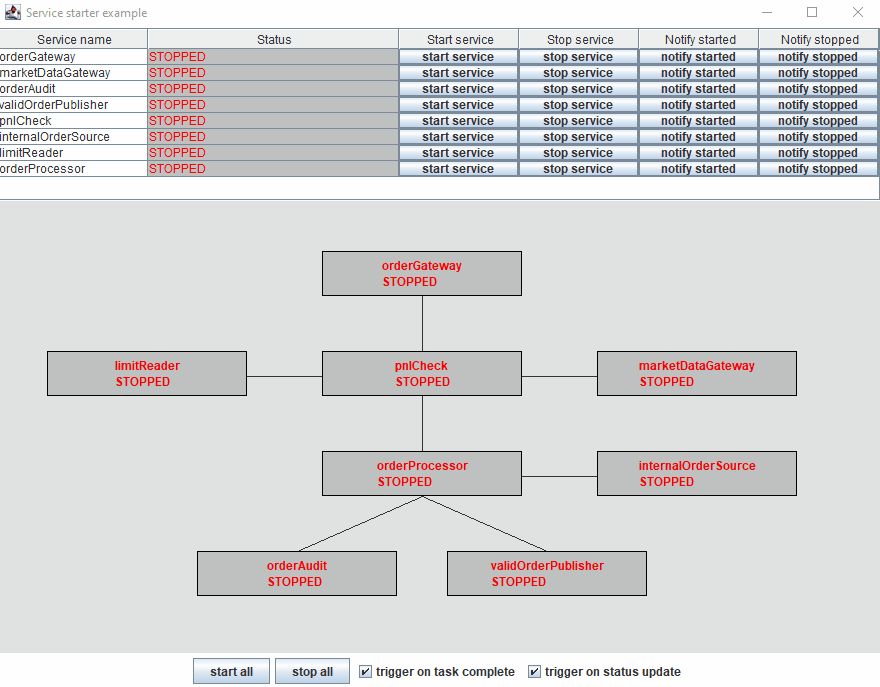 Service starter example
Service name Status Start service Stop service Notify started Notify stopped
orderGateway STOPPED start service stop service notify started notify stopped
marketDataGateway STOPPED start service stop service notify started notify stopped
orderAudit STOPPED start service stop service notify started notify stopped
validOrderPublisher STOPPED start service stop service notify started notify stopped
pnlCheck STOPPED start service stop service notify started notify stopped
internalOrderSource STOPPED start service stop service notify started notify stopped
limitReader STOPPED start service stop service notify started notify stopped
orderProcessor STOPPED start service stop service notify started notify stopped
orderGateway
STOPPED
limitReader
STOPPED
pnlCheck
STOPPED
marketDataGateway
STOPPED
orderProcessor
STOPPED
internalOrderSource
STOPPED
orderAudit
STOPPED
validOrderPublisher
STOPPED
start all stop all trigger on task complete trigger on status update